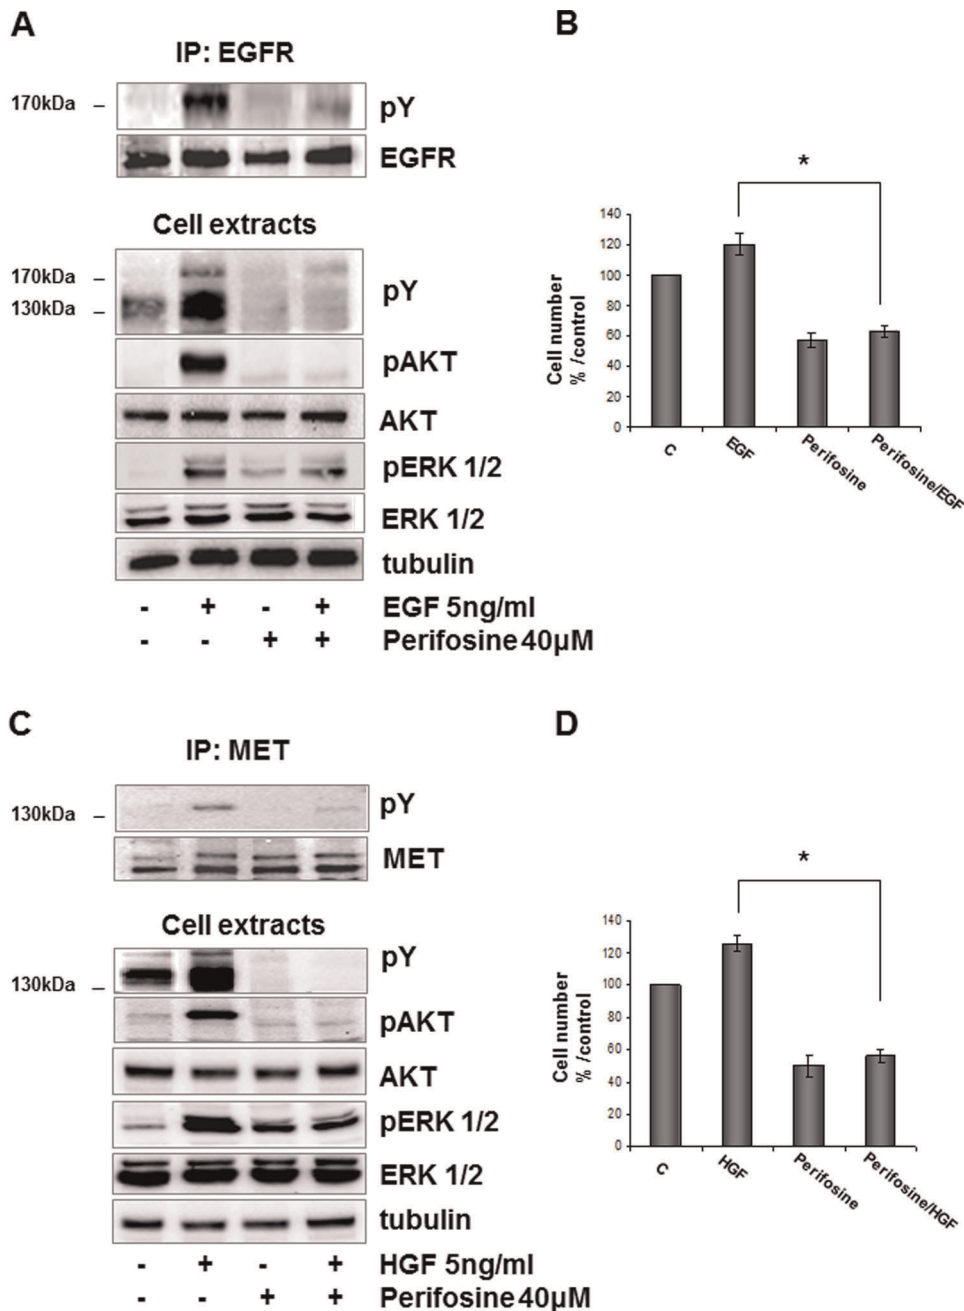 A
IP: EGFR
170kDa –
pY
EGFR
Cell extracts
170kDa –
130kDa –
pY
pAKT
AKT
pERK 1/2
ERK 1/2
tubulin
- + - + EGF 5ng/ml
- - + + Perifosine 40µM
B
*
Cell number
% /control
140
120
100
80
60
40
20
0
C
EGF
Perifosine
Perifosine/EGF
C
IP: MET
130kDa –
pY
MET
Cell extracts
130kDa –
pY
pAKT
AKT
pERK 1/2
ERK 1/2
tubulin
- + - + HGF 5ng/ml
- - + + Perifosine 40µM
D
*
Cell number
% /control
140
120
100
80
60
40
20
0
C
HGF
Perifosine
Perifosine/HGF